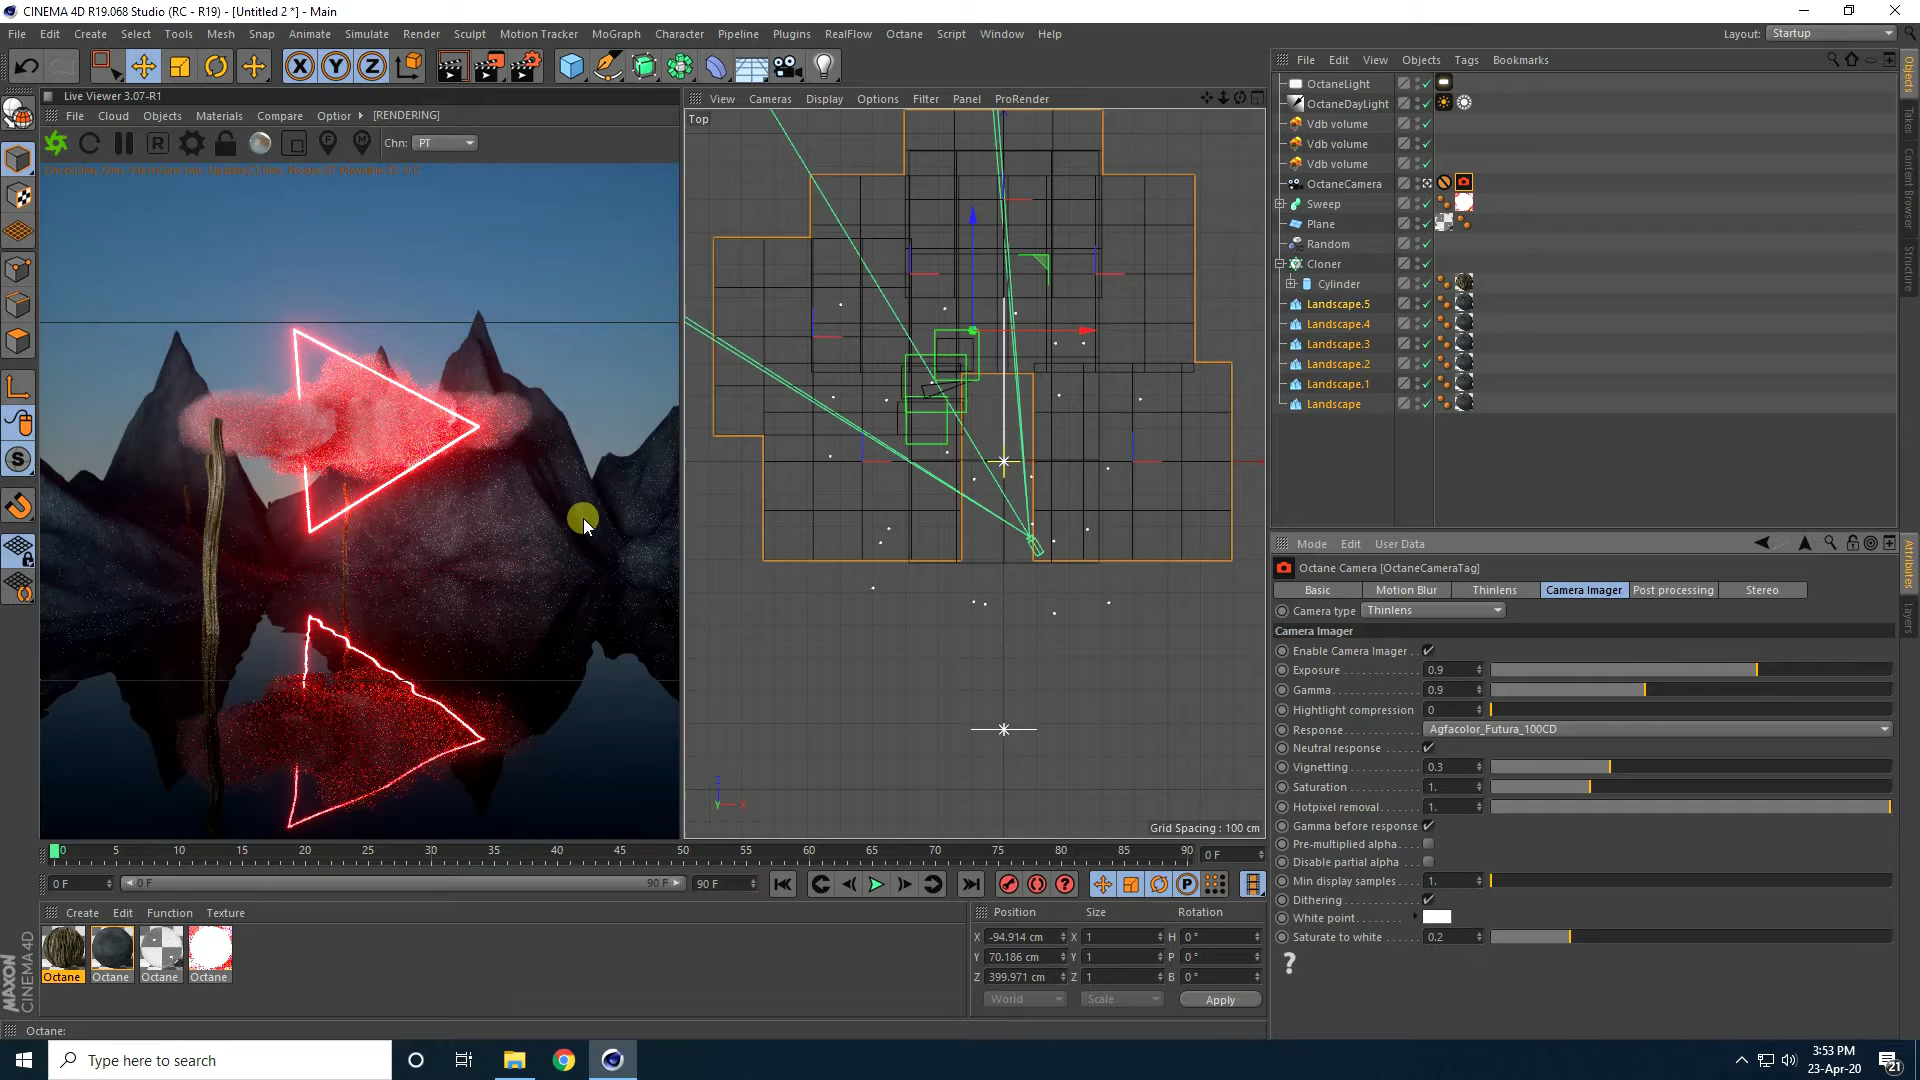 CINEMA 4D R19.068 Studio (RC - R19) - [Untitled 2 *] - Main
File Edit Create Select Tools Mesh Snap Animate Simulate Render Sculpt Motion Tracker MoGraph Character Pipeline Plugins RealFlow Octane Script Window Help
Layout: Startup
Live Viewer 3.07-R1
File Cloud Objects Materials Compare Option [RENDERING]
Chn: PT
View Cameras Display Options Filter Panel ProRender
Top
Grid Spacing : 100 cm
File Edit View Objects Tags Bookmarks
OctaneLight
OctaneDayLight
Vdb volume
Vdb volume
Vdb volume
OctaneCamera
Sweep
Plane
Random
Cloner
Cylinder
Landscape.5
Landscape.4
Landscape.3
Landscape.2
Landscape.1
Landscape
Objects
Takes
Content Browser
Structure
Mode Edit User Data
Octane Camera [OctaneCameraTag]
Basic Motion Blur Thinlens Camera Imager Post processing Stereo
Camera type Thinlens
Camera Imager
Enable Camera Imager
Exposure 0.9
Gamma 0.9
Hightlight compression 0
Response Agfacolor_Futura_100CD
Neutral response
Vignetting 0.3
Saturation 1.
Hotpixel removal 1.
Gamma before response
Pre-multiplied alpha
Disable partial alpha
Min display samples 1.
Dithering
White point
Saturate to white 0.2
?
Attributes
Layers
0 5 10 15 20 25 30 35 40 45 50 55 60 65 70 75 80 85 90 0 F
0 F 0 F 90 F 90 F
Create Edit Function Texture
Octane Octane Octane Octane
Position Size Rotation
X -94.914 cm X 1 H 0 °
Y 70.186 cm Y 1 P 0 °
Z 399.971 cm Z 1 B 0 °
World Scale Apply
MAXON CINEMA 4D
Octane:
Type here to search
3:53 PM
23-Apr-20
21